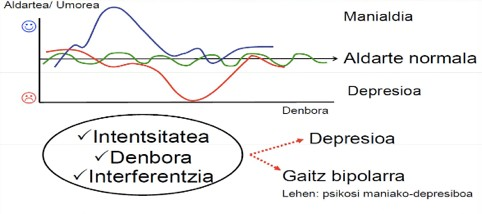 Aldartea/ Umorea
Manialdia
Aldarte normala
Depresioa
Denbora
✓Intentsitatea
✓Denbora
✓Interferentzia
Depresioa
Gaitz bipolarra
Lehen: psikosi maniako-depresiboa